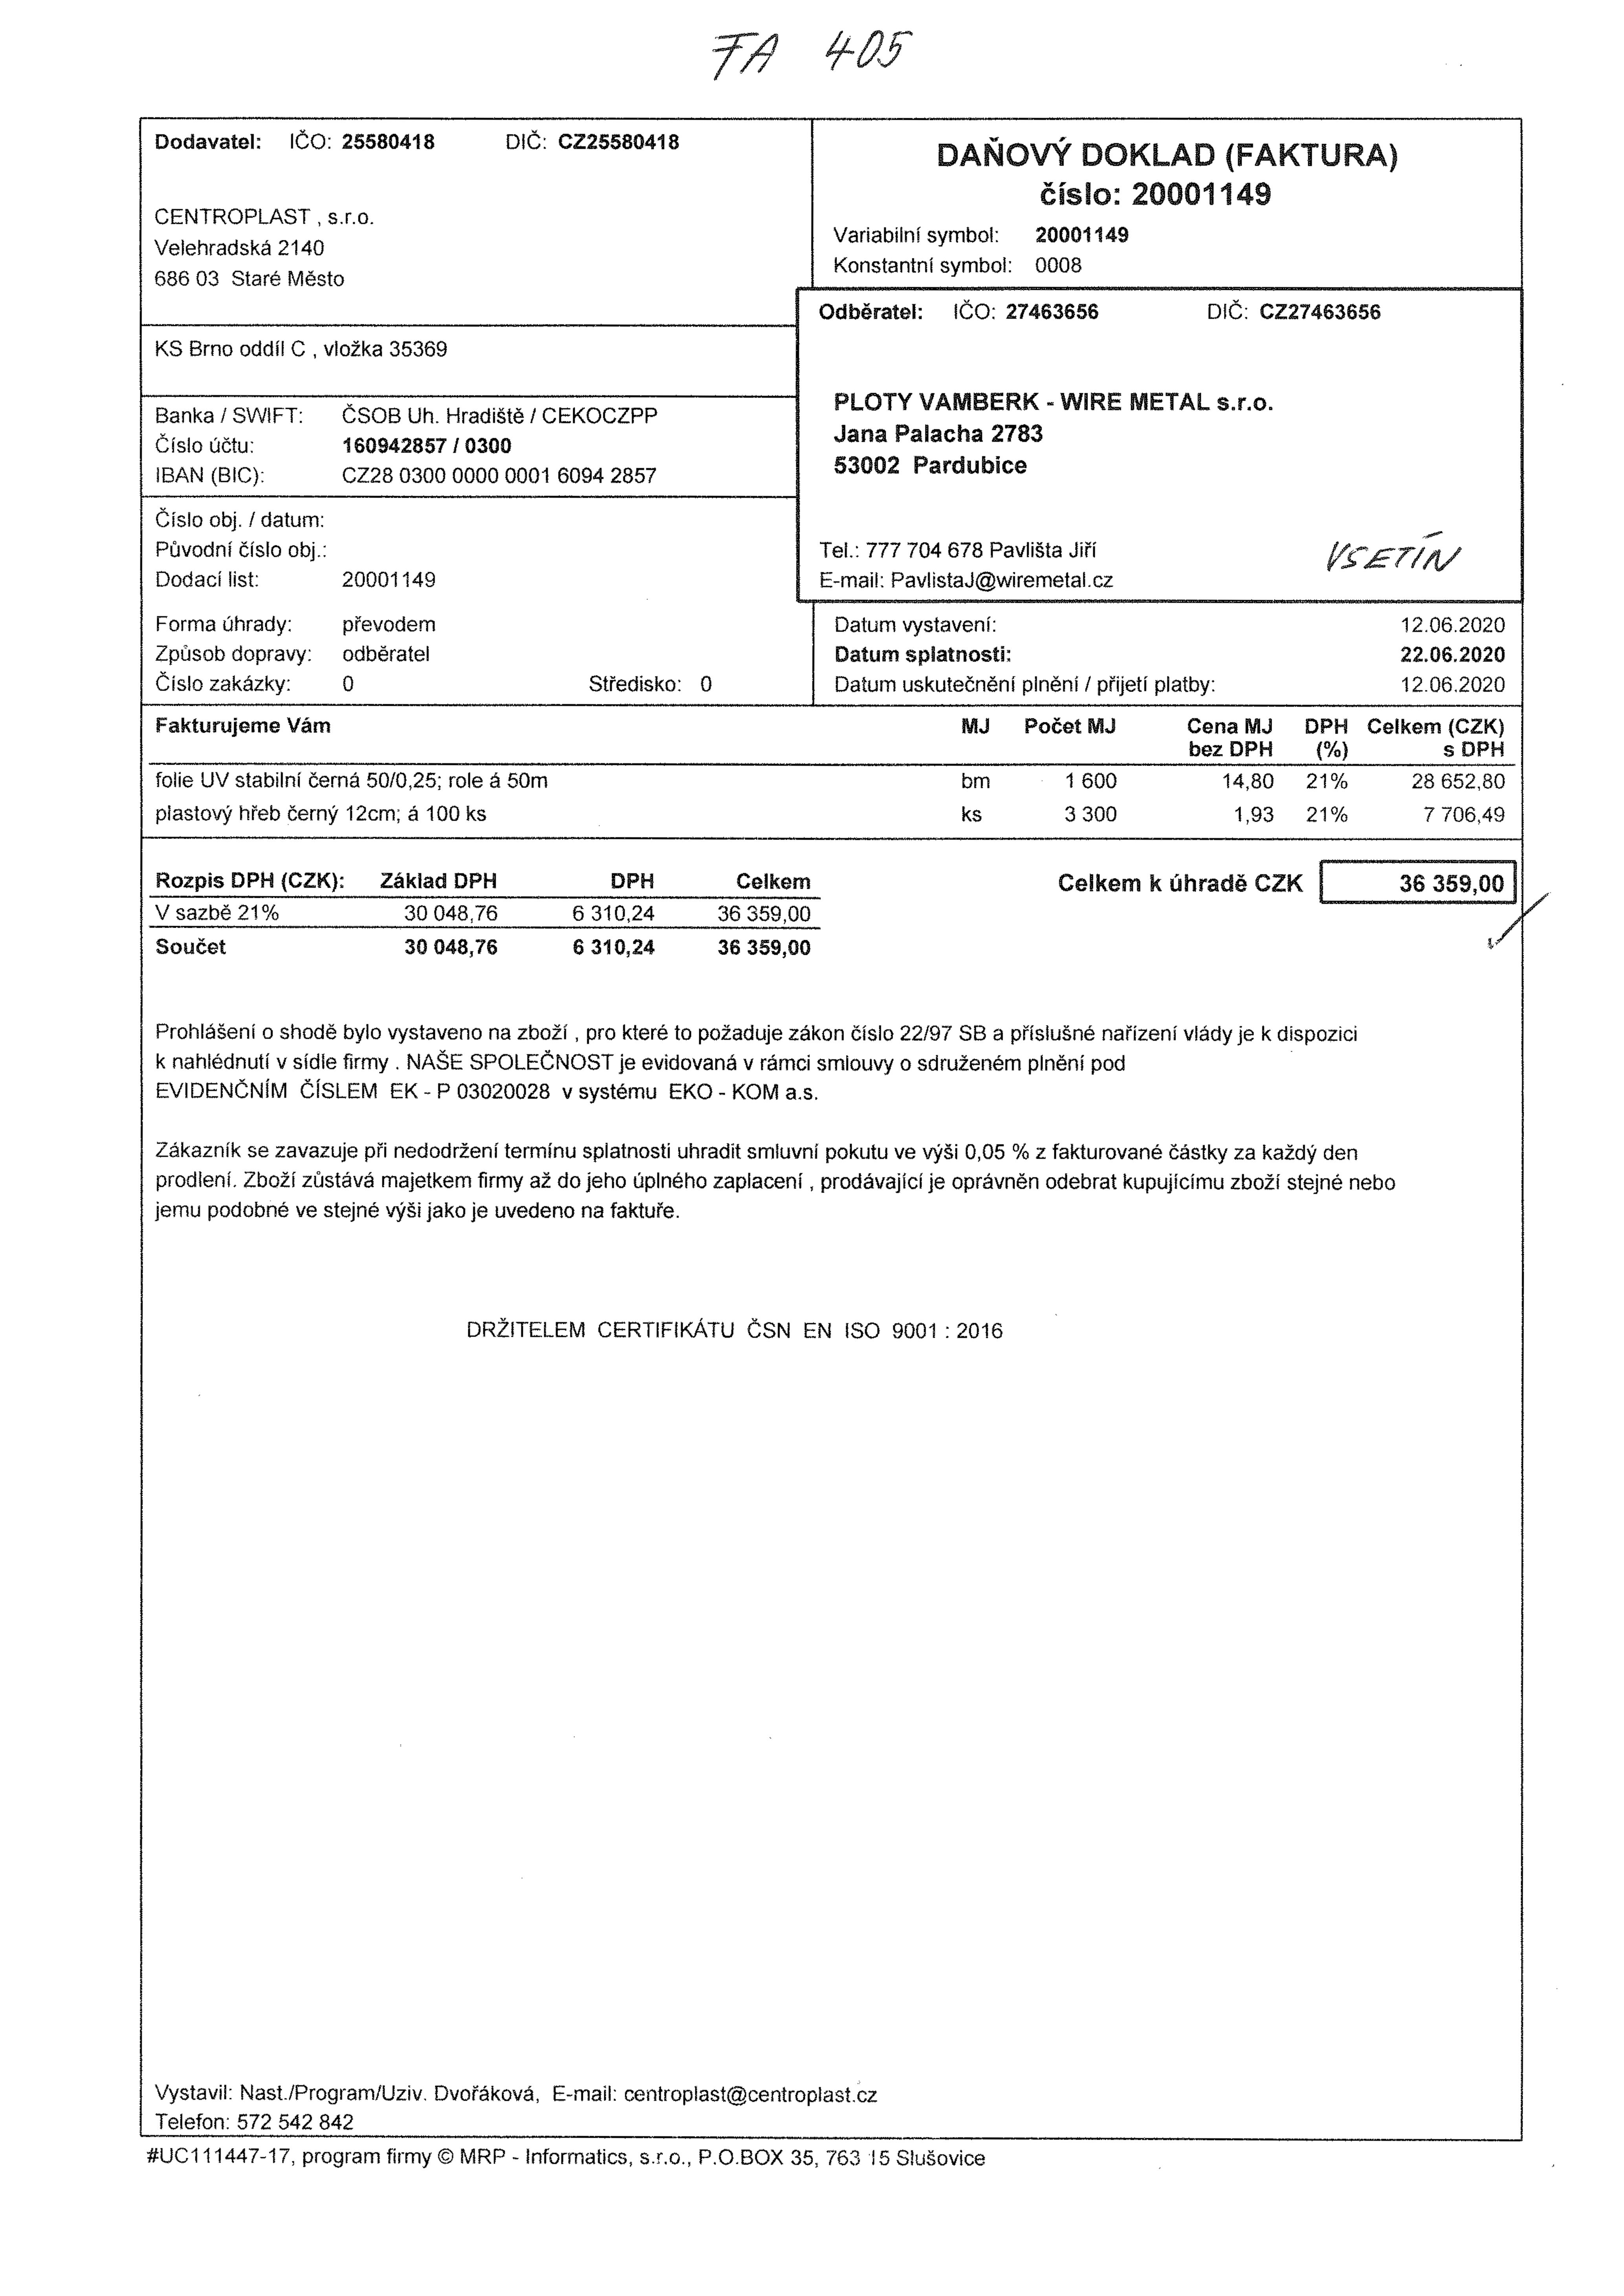 FA 405
Dodavatel: IČO: 25580418 DIČ: CZ25580418
CENTROPLAST , s.r.o.
Velehradská 2140
686 03 Staré Město
DAŇOVÝ DOKLAD (FAKTURA)
číslo: 20001149
Variabilní symbol: 20001149
Konstantní symbol: 0008
KS Brno oddíl C , vložka 35369
Odběratel: IČO: 27463656 DIČ: CZ27463656
PLOTY VAMBERK - WIRE METAL s.r.o.
Jana Palacha 2783
53002 Pardubice
Tel.: 777 704 678 Pavlišta Jiří
E-mail: PavlistaJ@wiremetal.cz
VSETÍN
Banka / SWIFT: ČSOB Uh. Hradiště / CEKOCZPP
Číslo účtu: 160942857 / 0300
IBAN (BIC): CZ28 0300 0000 0001 6094 2857
Číslo obj. / datum:
Původní číslo obj.:
Dodací list: 20001149
Forma úhrady: převodem
Způsob dopravy: odběratel
Číslo zakázky: 0 Středisko: 0
Datum vystavení: 12.06.2020
Datum splatnosti: 22.06.2020
Datum uskutečnění plnění / přijetí platby: 12.06.2020
Fakturujeme Vám MJ Počet MJ Cena MJ DPH Celkem (CZK)
bez DPH (%) s DPH
folie UV stabilní černá 50/0,25; role á 50m bm 1 600 14,80 21% 28 652,80
plastový hřeb černý 12cm; á 100 ks ks 3 300 1,93 21% 7 706,49
Rozpis DPH (CZK): Základ DPH DPH Celkem
V sazbě 21% 30 048,76 6 310,24 36 359,00
Součet 30 048,76 6 310,24 36 359,00
Celkem k úhradě CZK 36 359,00
Prohlášení o shodě bylo vystaveno na zboží , pro které to požaduje zákon číslo 22/97 SB a příslušné nařízení vlády je k dispozici
k nahlédnutí v sídle firmy . NAŠE SPOLEČNOST je evidovaná v rámci smlouvy o sdruženém plnění pod
EVIDENČNÍM ČÍSLEM EK - P 03020028 v systému EKO - KOM a.s.
Zákazník se zavazuje při nedodržení termínu splatnosti uhradit smluvní pokutu ve výši 0,05 % z fakturované částky za každý den
prodlení. Zboží zůstává majetkem firmy až do jeho úplného zaplacení , prodávající je oprávněn odebrat kupujícímu zboží stejné nebo
jemu podobné ve stejné výši jako je uvedeno na faktuře.
DRŽITELEM CERTIFIKÁTU ČSN EN ISO 9001 : 2016
Vystavil: Nast./Program/Uziv. Dvořáková, E-mail: centroplast@centroplast.cz
Telefon: 572 542 842
#UC111447-17, program firmy © MRP - Informatics, s.r.o., P.O.BOX 35, 763 15 Slušovice